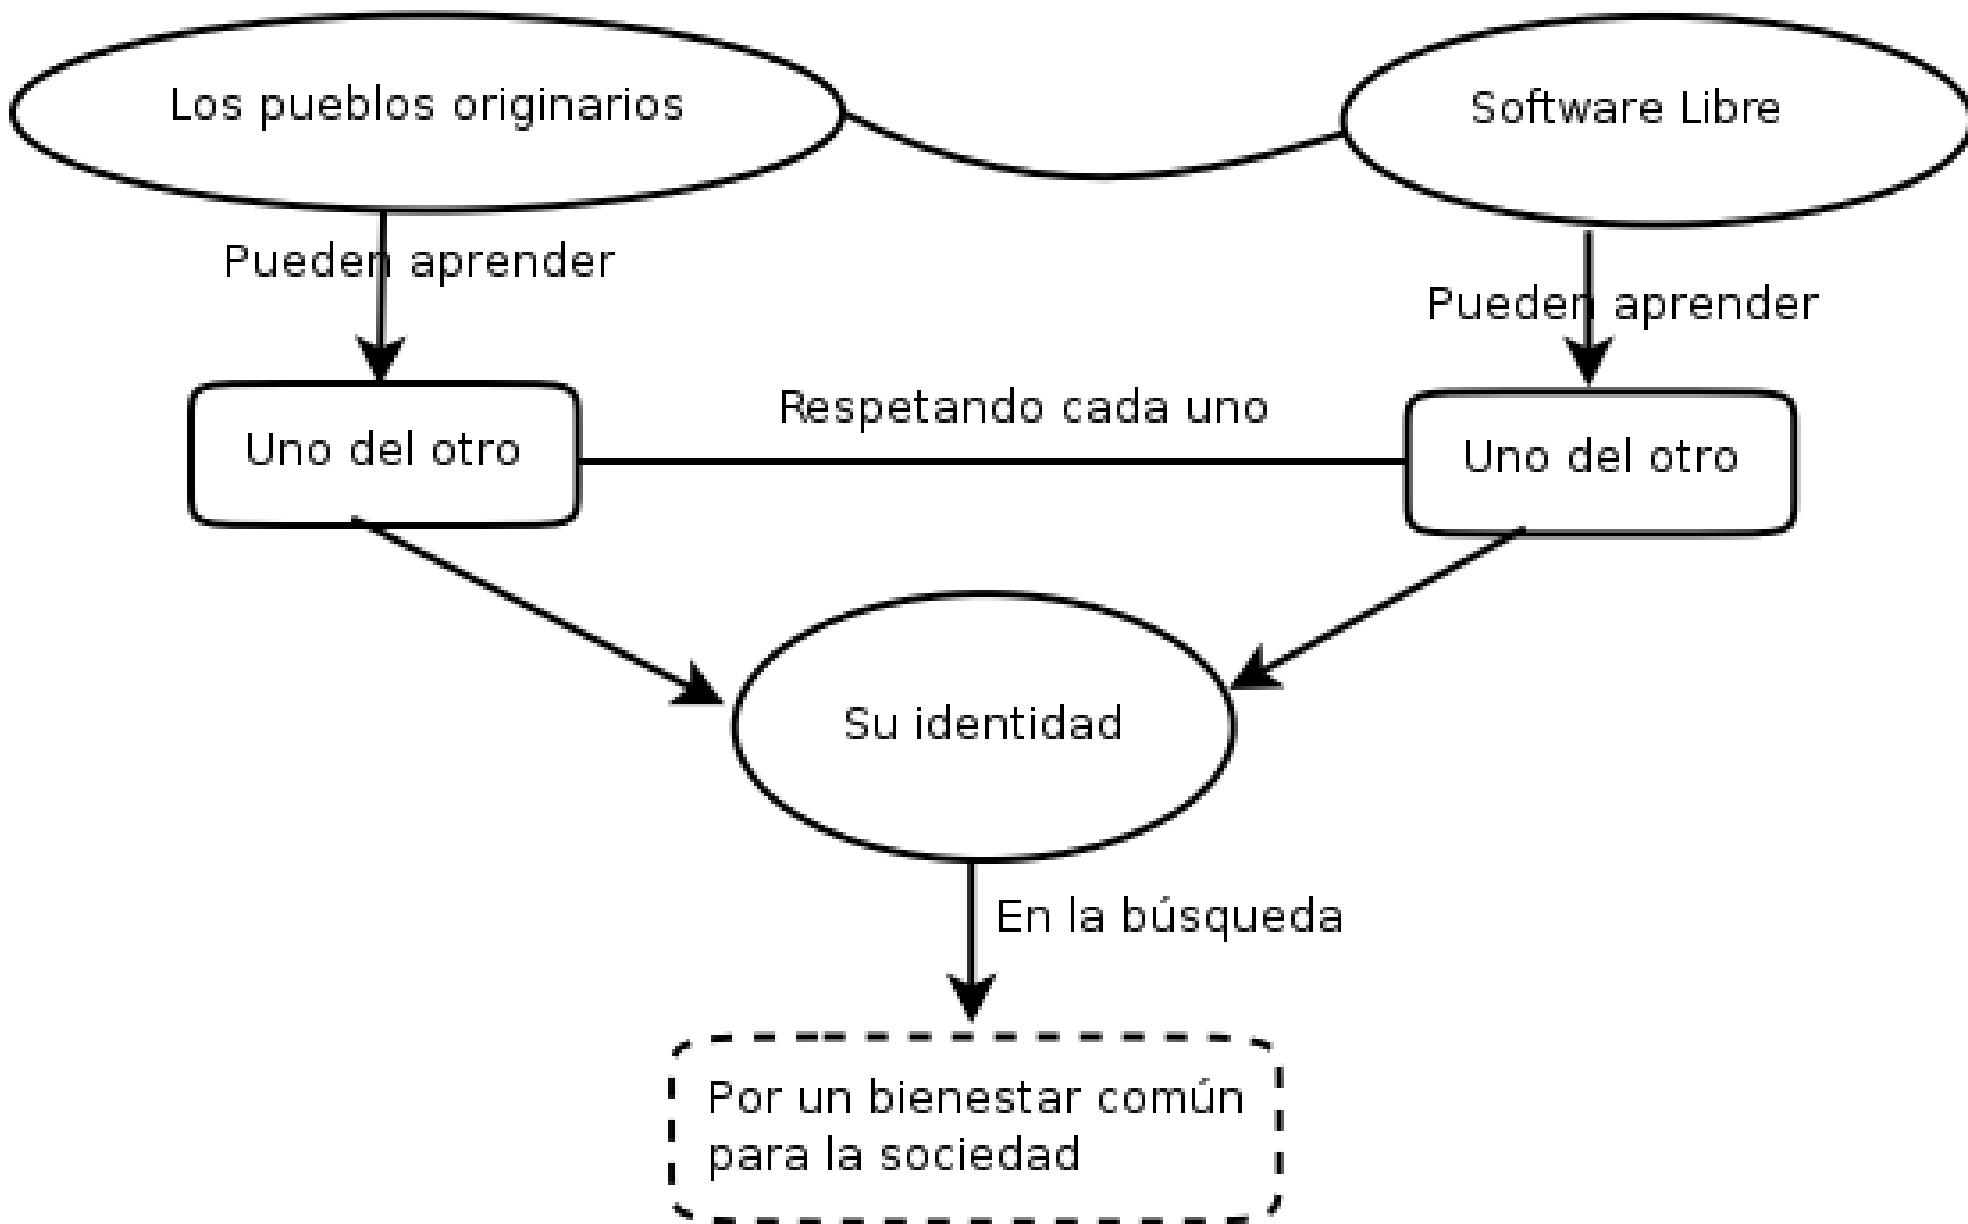 Los pueblos originarios
Software Libre
Pueden aprender
Pueden aprender
Respetando cada uno
Uno del otro
Uno del otro
Su identidad
En la búsqueda
Por un bienestar común
para la sociedad